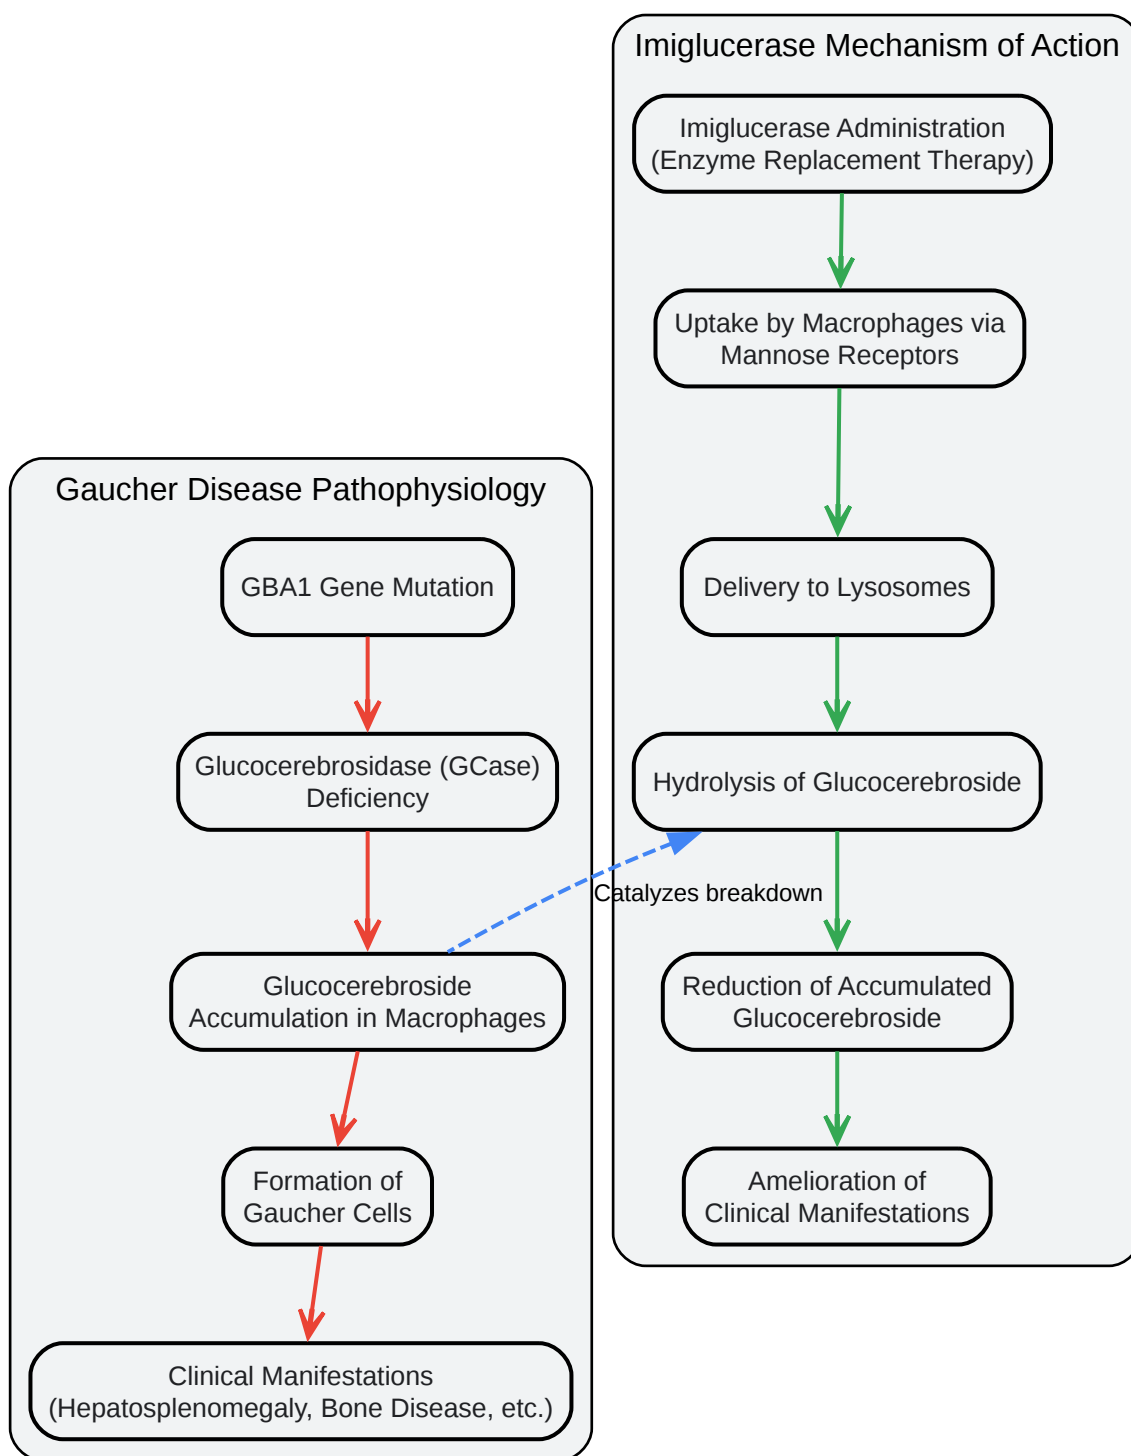 Imiglucerase Mechanism of Action
Imiglucerase Administration
(Enzyme Replacement Therapy)
Uptake by Macrophages via
Mannose Receptors
Delivery to Lysosomes
Hydrolysis of Glucocerebroside
Catalyzes breakdown
Reduction of Accumulated
Glucocerebroside
Amelioration of
Clinical Manifestations
Gaucher Disease Pathophysiology
GBA1 Gene Mutation
Glucocerebrosidase (GCase)
Deficiency
Glucocerebroside
Accumulation in Macrophages
Formation of
Gaucher Cells
Clinical Manifestations
(Hepatosplenomegaly, Bone Disease, etc.)